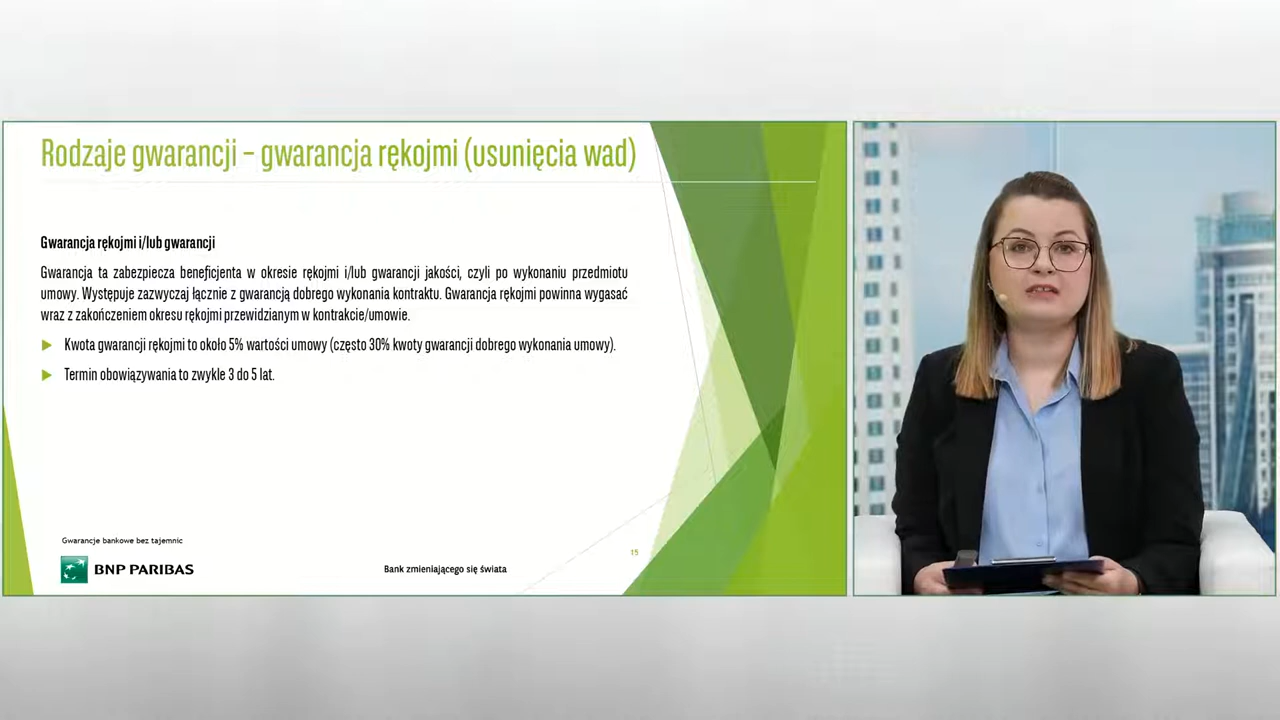 Rodzaje gwarancji – gwarancja rękojmi (usunięcia wad)
Gwarancja rękojmi i/lub gwarancji
Gwarancja ta zabezpiecza beneficjenta w okresie rękojmi i/lub gwarancji jakości, czyli po wykonaniu przedmiotu
umowy. Występuje zazwyczaj łącznie z gwarancją dobrego wykonania kontraktu. Gwarancja rękojmi powinna wygasać
wraz z zakończeniem okresu rękojmi przewidzianym w kontrakcie/umowie.
Kwota gwarancji rękojmi to około 5% wartości umowy (często 30% kwoty gwarancji dobrego wykonania umowy).
Termin obowiązywania to zwykle 3 do 5 lat.
Gwarancje bankowe bez tajemnic
15
BNP PARIBAS
Bank zmieniającego się świata